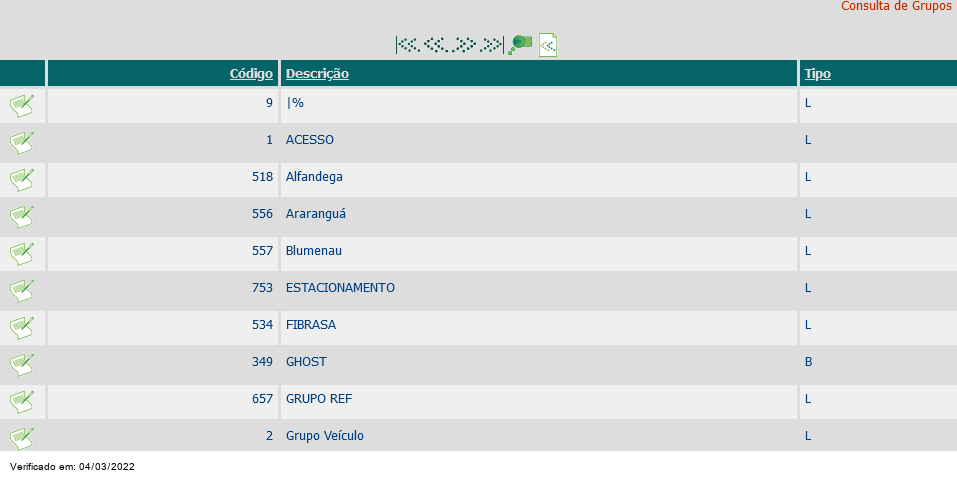 Consulta de Grupos
Código Descrição Tipo
9 |% L
1 ACESSO L
518 Alfandega L
556 Araranguá L
557 Blumenau L
753 ESTACIONAMENTO L
534 FIBRASA L
349 GHOST B
657 GRUPO REF L
2 Grupo Veículo L
Verificado em: 04/03/2022